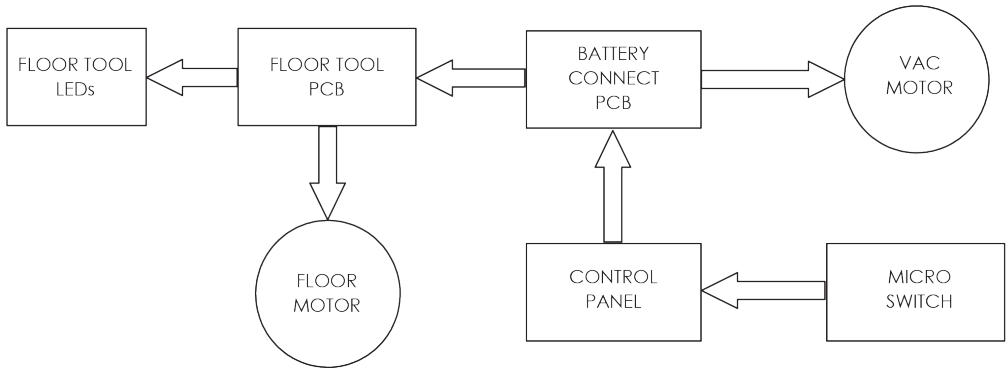 FLOOR TOOL
LEDs
FLOOR TOOL
PCB
BATTERY
CONNECT
PCB
VAC
MOTOR
FLOOR
MOTOR
CONTROL
PANEL
MICRO
SWITCH